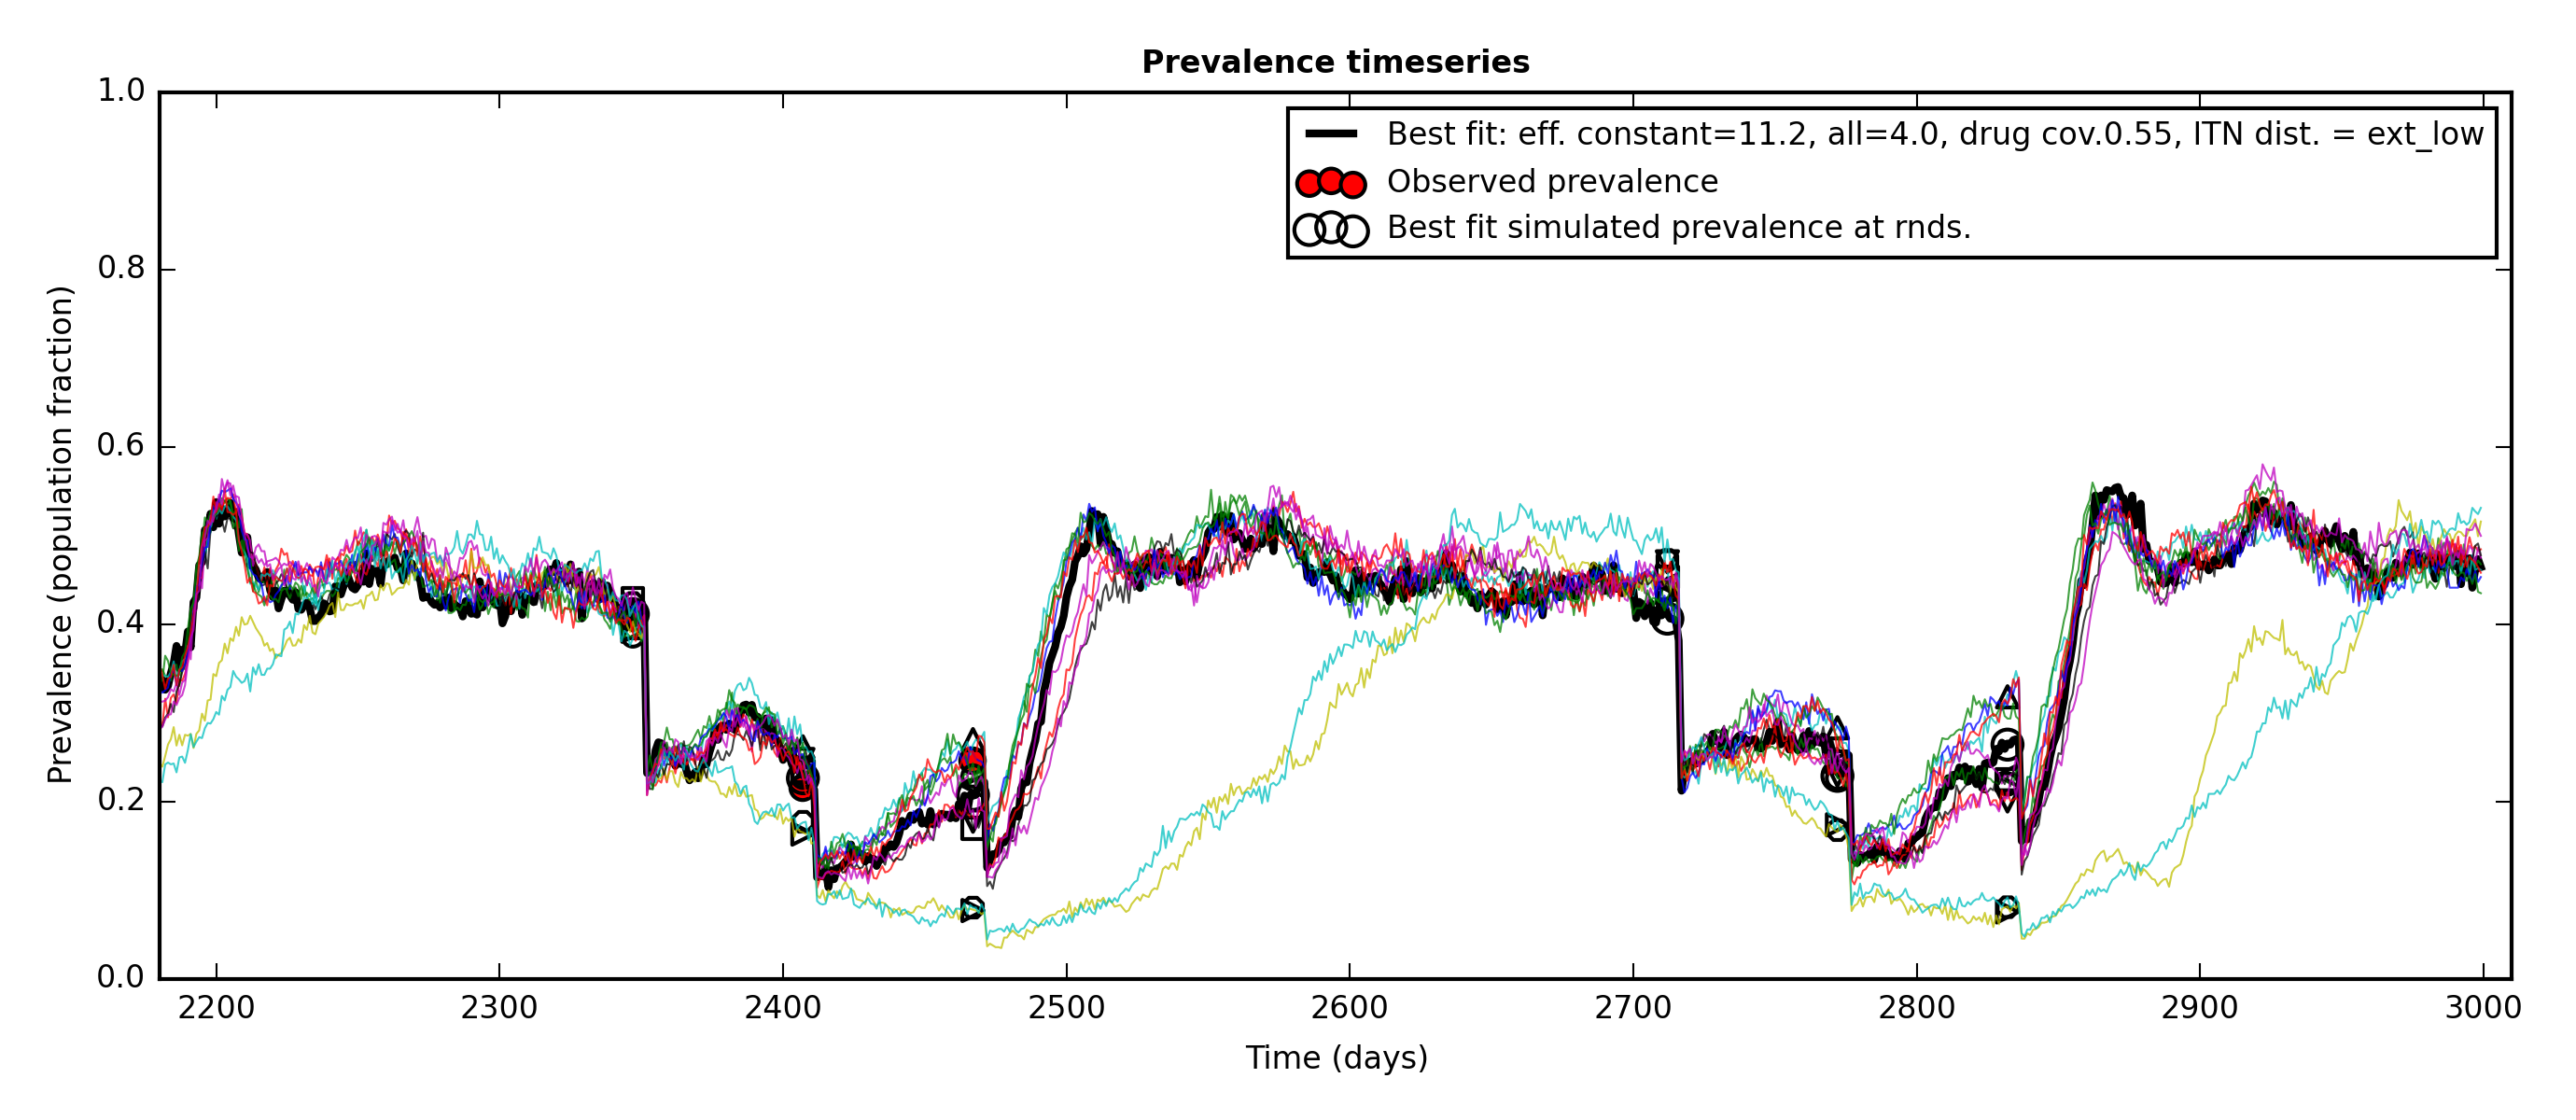 Prevalence timeseries
Best fit: eff. constant=11.2, all=4.0, drug cov.0.55, ITN dist. = ext_low
Observed prevalence
Best fit simulated prevalence at rnds.
Prevalence (population fraction)
1.0
0.8
0.6
0.4
0.2
0.0
2200 2300 2400 2500 2600 2700 2800 2900 3000
Time (days)